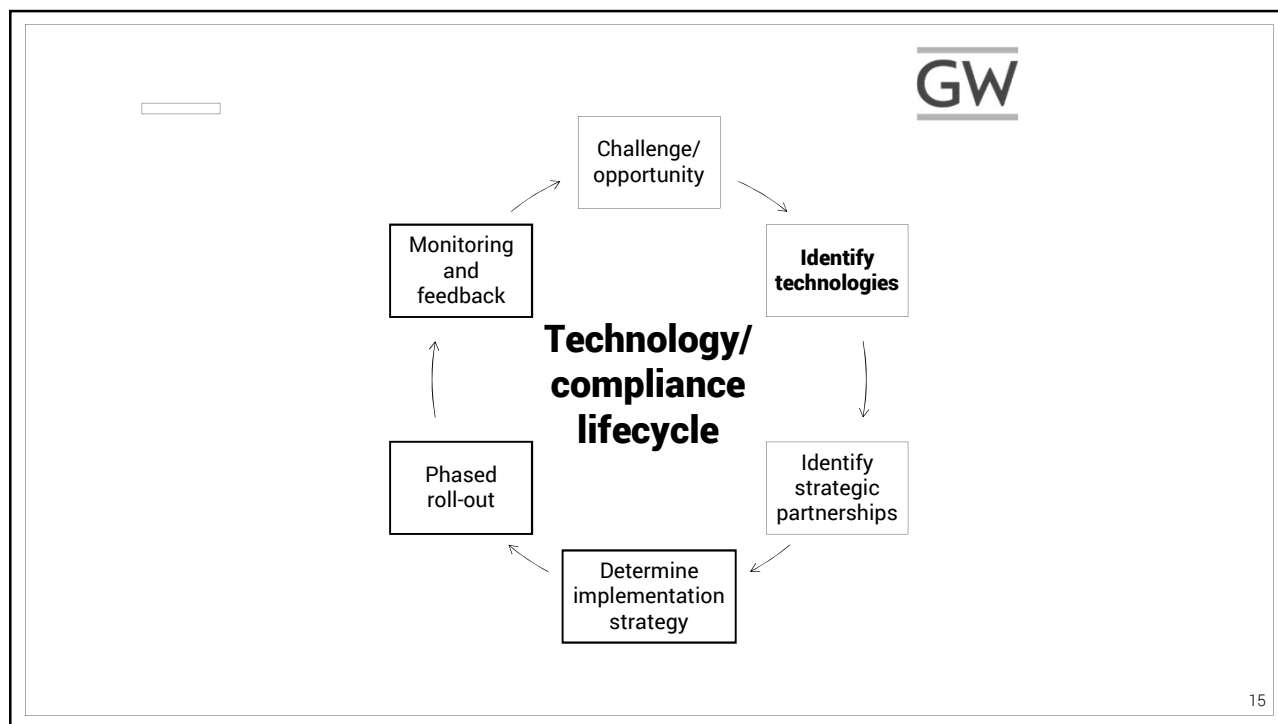 GW
Challenge/
opportunity
Identify
technologies
Identify
strategic
partnerships
Determine
implementation
strategy
Phased
roll-out
Monitoring
and
feedback
Technology/
compliance
lifecycle
15